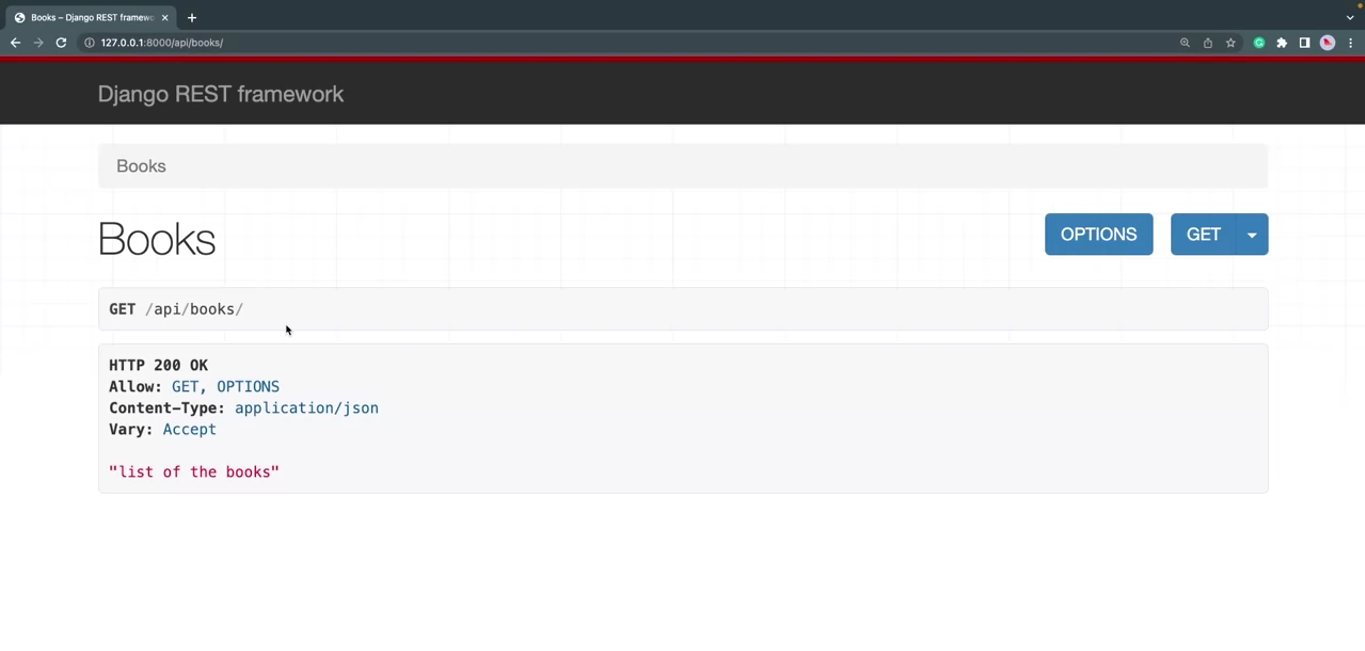 Books – Django REST framewo
127.0.0.1:8000/api/books/
Django REST framework
Books
Books
OPTIONS
GET
GET /api/books/
HTTP 200 OK
Allow: GET, OPTIONS
Content-Type: application/json
Vary: Accept
"list of the books"